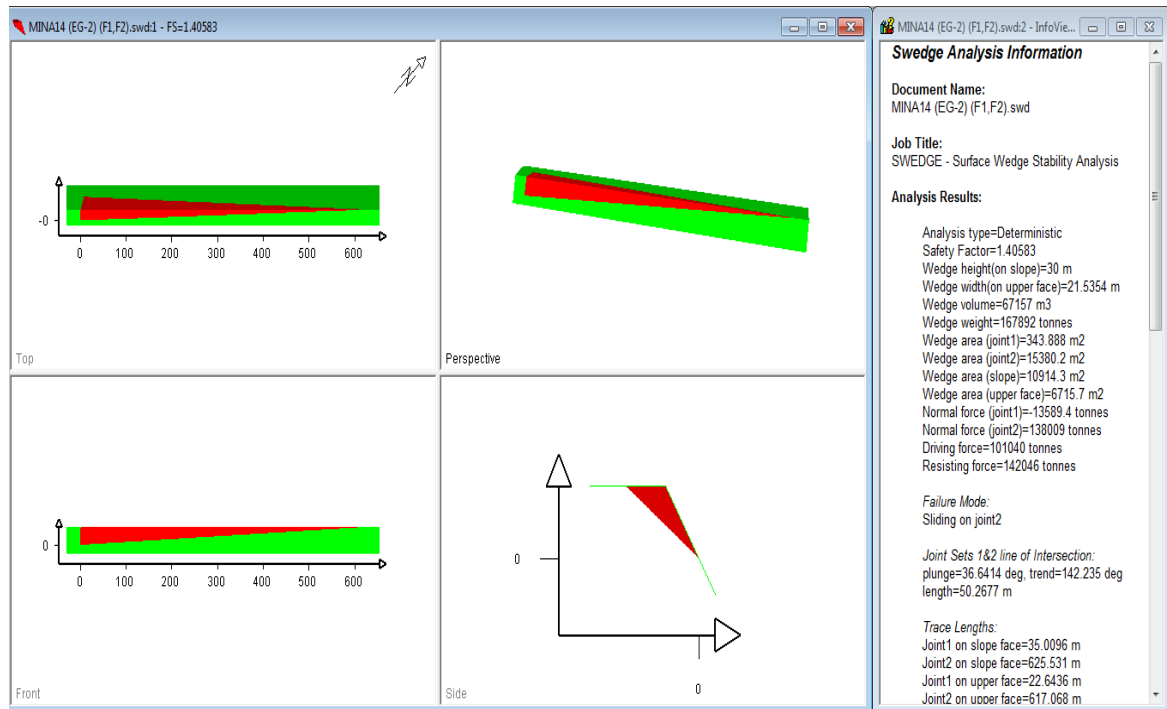 MINA14 (EG-2) (F1,F2).swd:1 - FS=1.40583
N
-0
0 100 200 300 400 500 600
Top
Perspective
0
0 100 200 300 400 500 600
Front
0
0
Side
MINA14 (EG-2) (F1,F2).swd:2 - InfoVie...
Swedge Analysis Information
Document Name:
MINA14 (EG-2) (F1,F2).swd
Job Title:
SWEDGE - Surface Wedge Stability Analysis
Analysis Results:
Analysis type=Deterministic
Safety Factor=1.40583
Wedge height(on slope)=30 m
Wedge width(on upper face)=21.5354 m
Wedge volume=67157 m3
Wedge weight=167892 tonnes
Wedge area (joint1)=343.888 m2
Wedge area (joint2)=15380.2 m2
Wedge area (slope)=10914.3 m2
Wedge area (upper face)=6715.7 m2
Normal force (joint1)=-13589.4 tonnes
Normal force (joint2)=138009 tonnes
Driving force=101040 tonnes
Resisting force=142046 tonnes
Failure Mode:
Sliding on joint2
Joint Sets 1&2 line of Intersection:
plunge=36.6414 deg, trend=142.235 deg
length=50.2677 m
Trace Lengths:
Joint1 on slope face=35.0096 m
Joint2 on slope face=625.531 m
Joint1 on upper face=22.6436 m
Joint2 on upper face=617.068 m